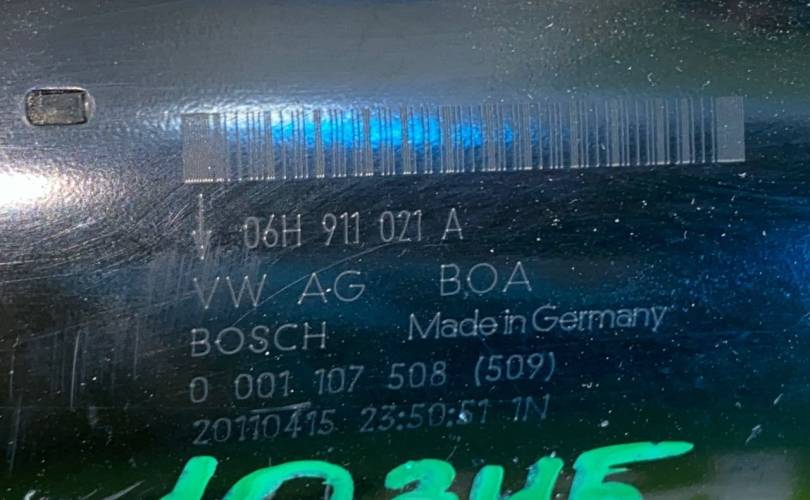 06H 911 021 A
VW AG BOA
BOSCH Made in Germany
0 001 107 508 (509)
20110415 23:50:51 1N